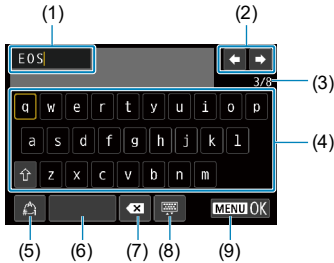 (1) (2)
EOS
3/8 (3)
q w e r t y u i o p
a s d f g h j k l (4)
z x c v b n m
MENU OK
(5) (6) (7) (8) (9)